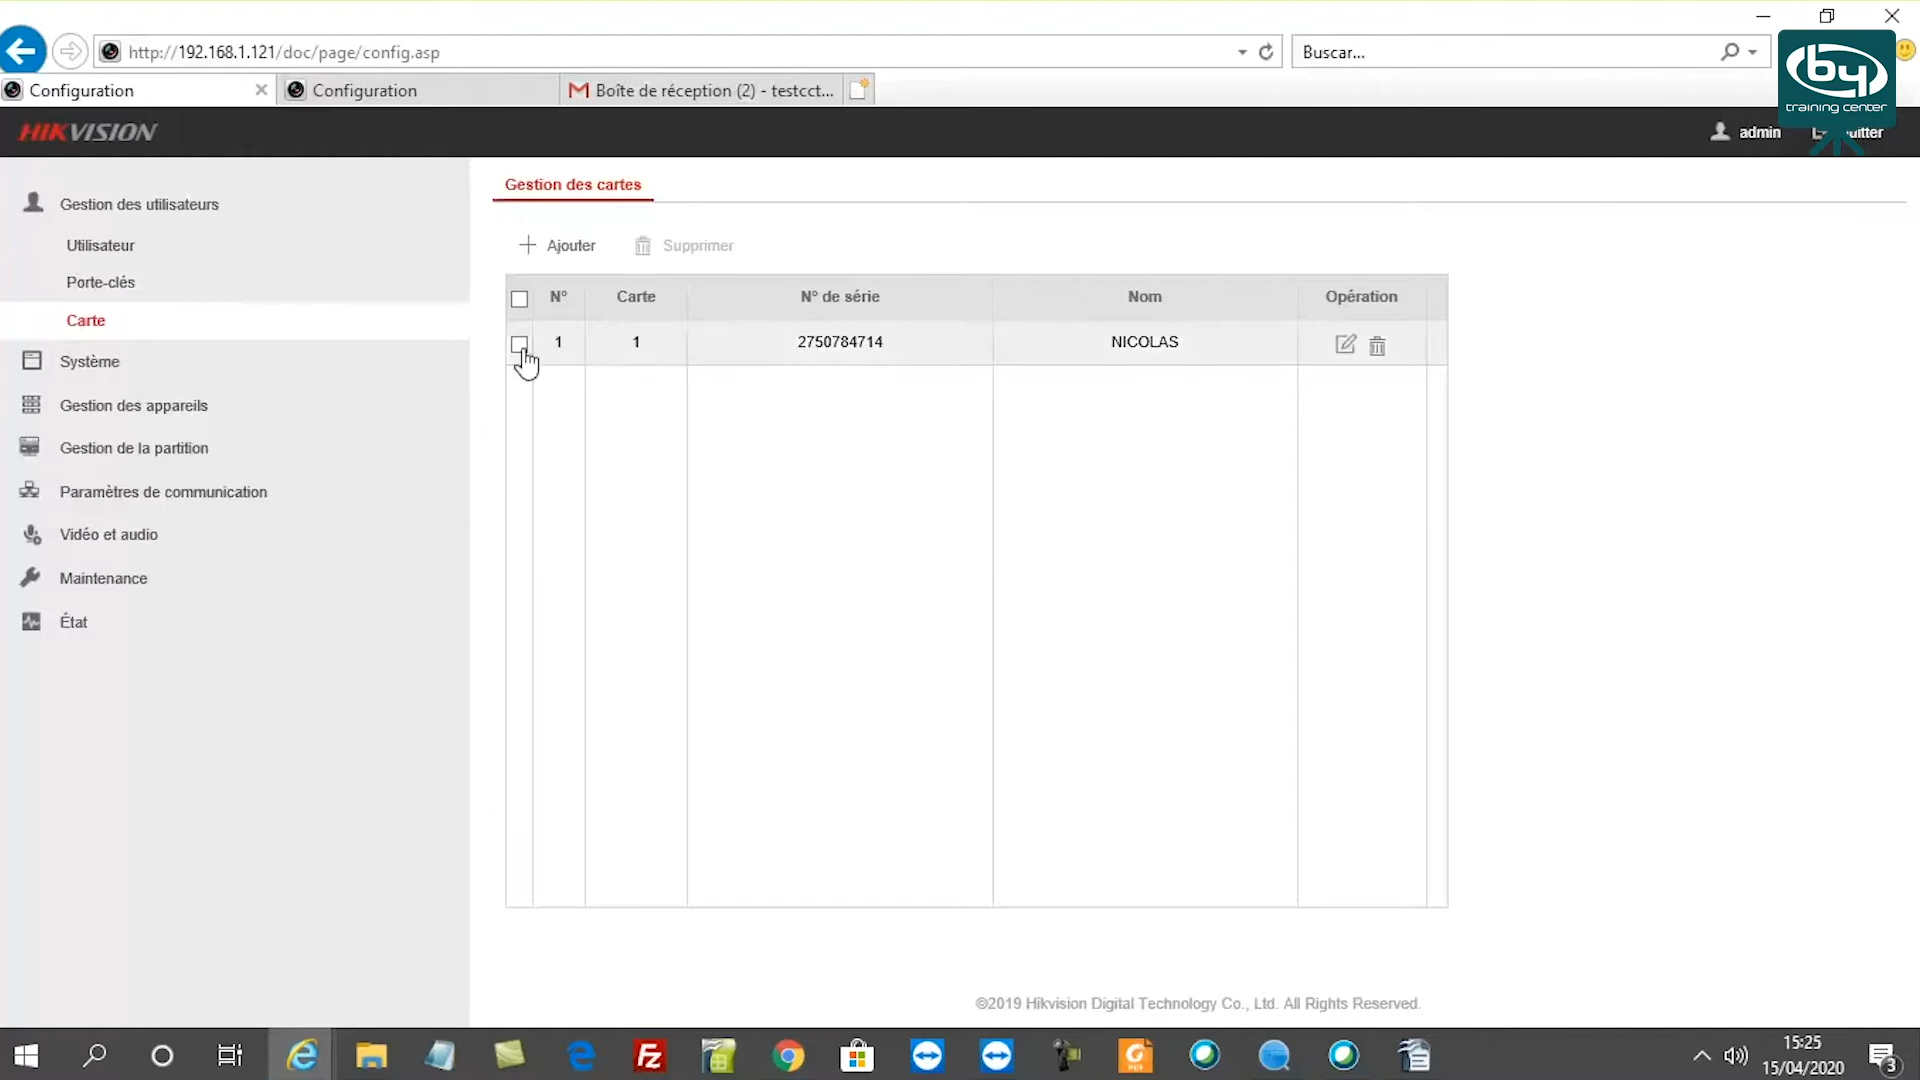 http://192.168.1.121/doc/page/config.asp
Buscar...
Configuration
Configuration
Boîte de réception (2) - testcct...
by
training center
HIKVISION
admin
Gestion des utilisateurs
Utilisateur
Porte-clés
Carte
Système
Gestion des appareils
Gestion de la partition
Paramètres de communication
Vidéo et audio
Maintenance
État
Gestion des cartes
Ajouter
Supprimer
N° Carte N° de série Nom Opération
1 1 2750784714 NICOLAS
©2019 Hikvision Digital Technology Co., Ltd. All Rights Reserved.
15:25
15/04/2020
3